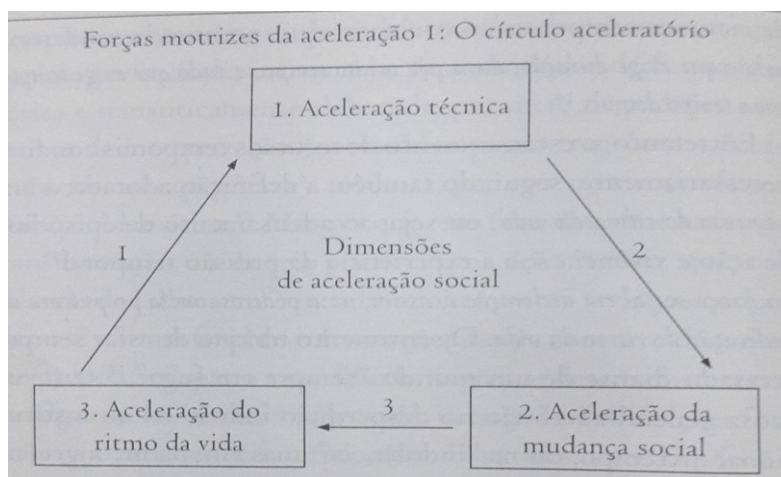 Forças motrizes da aceleração I: O círculo aceleratório
1. Aceleração técnica
1
Dimensões
de aceleração social
2
3. Aceleração do
ritmo da vida
3
2. Aceleração da
mudança social